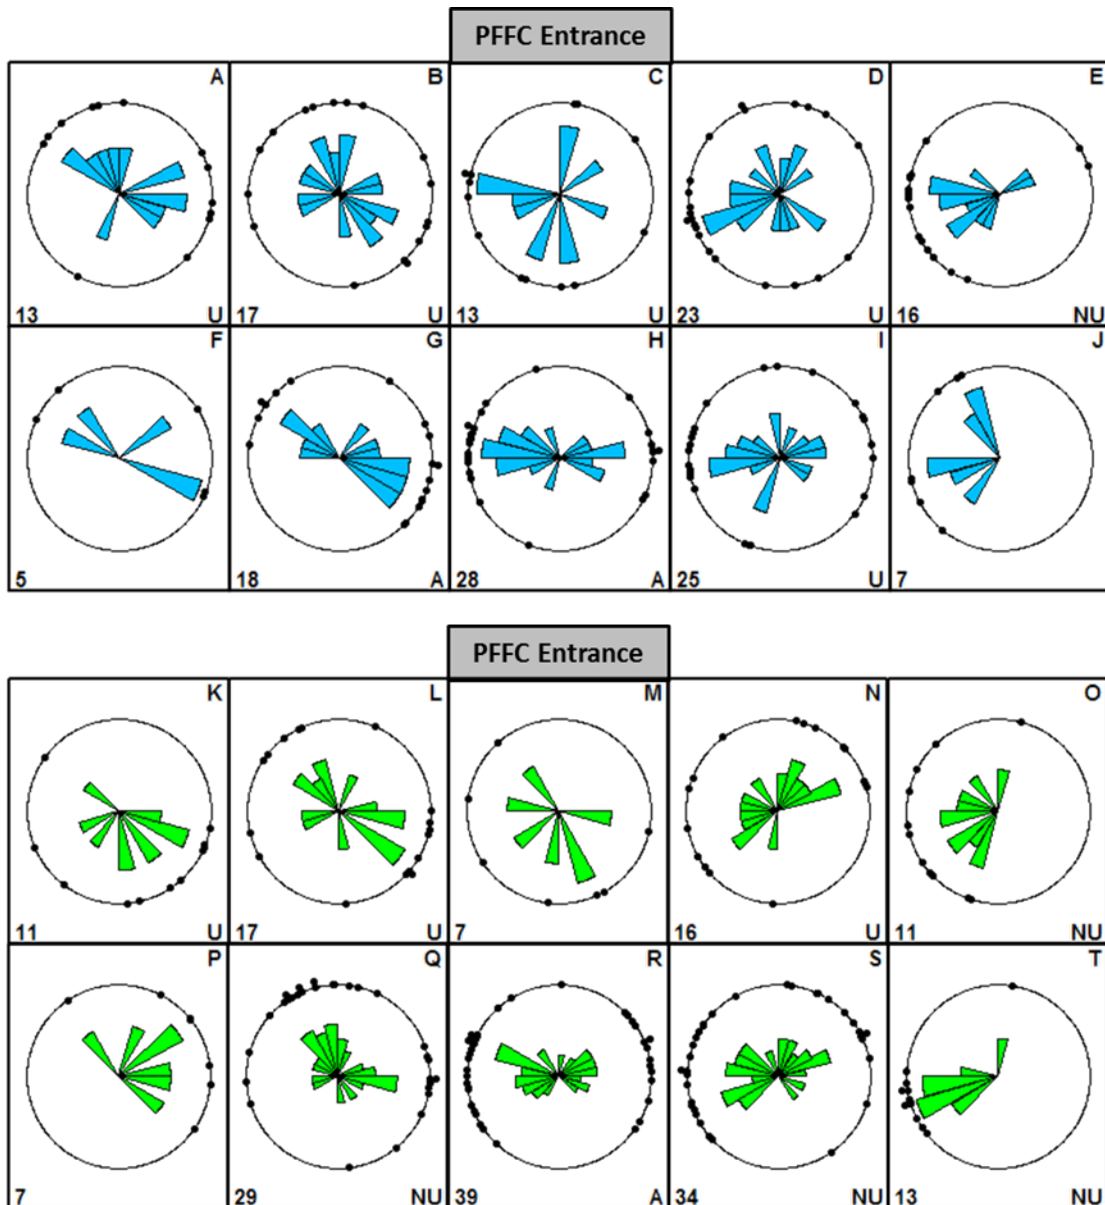 PFFC Entrance
A B C D E
13 U 17 U 13 U 23 U 16 NU
F G H I J
5 18 A 28 A 25 U 7
PFFC Entrance
K L M N O
11 U 17 U 7 16 U 11 NU
P Q R S T
7 29 NU 39 A 34 NU 13 NU